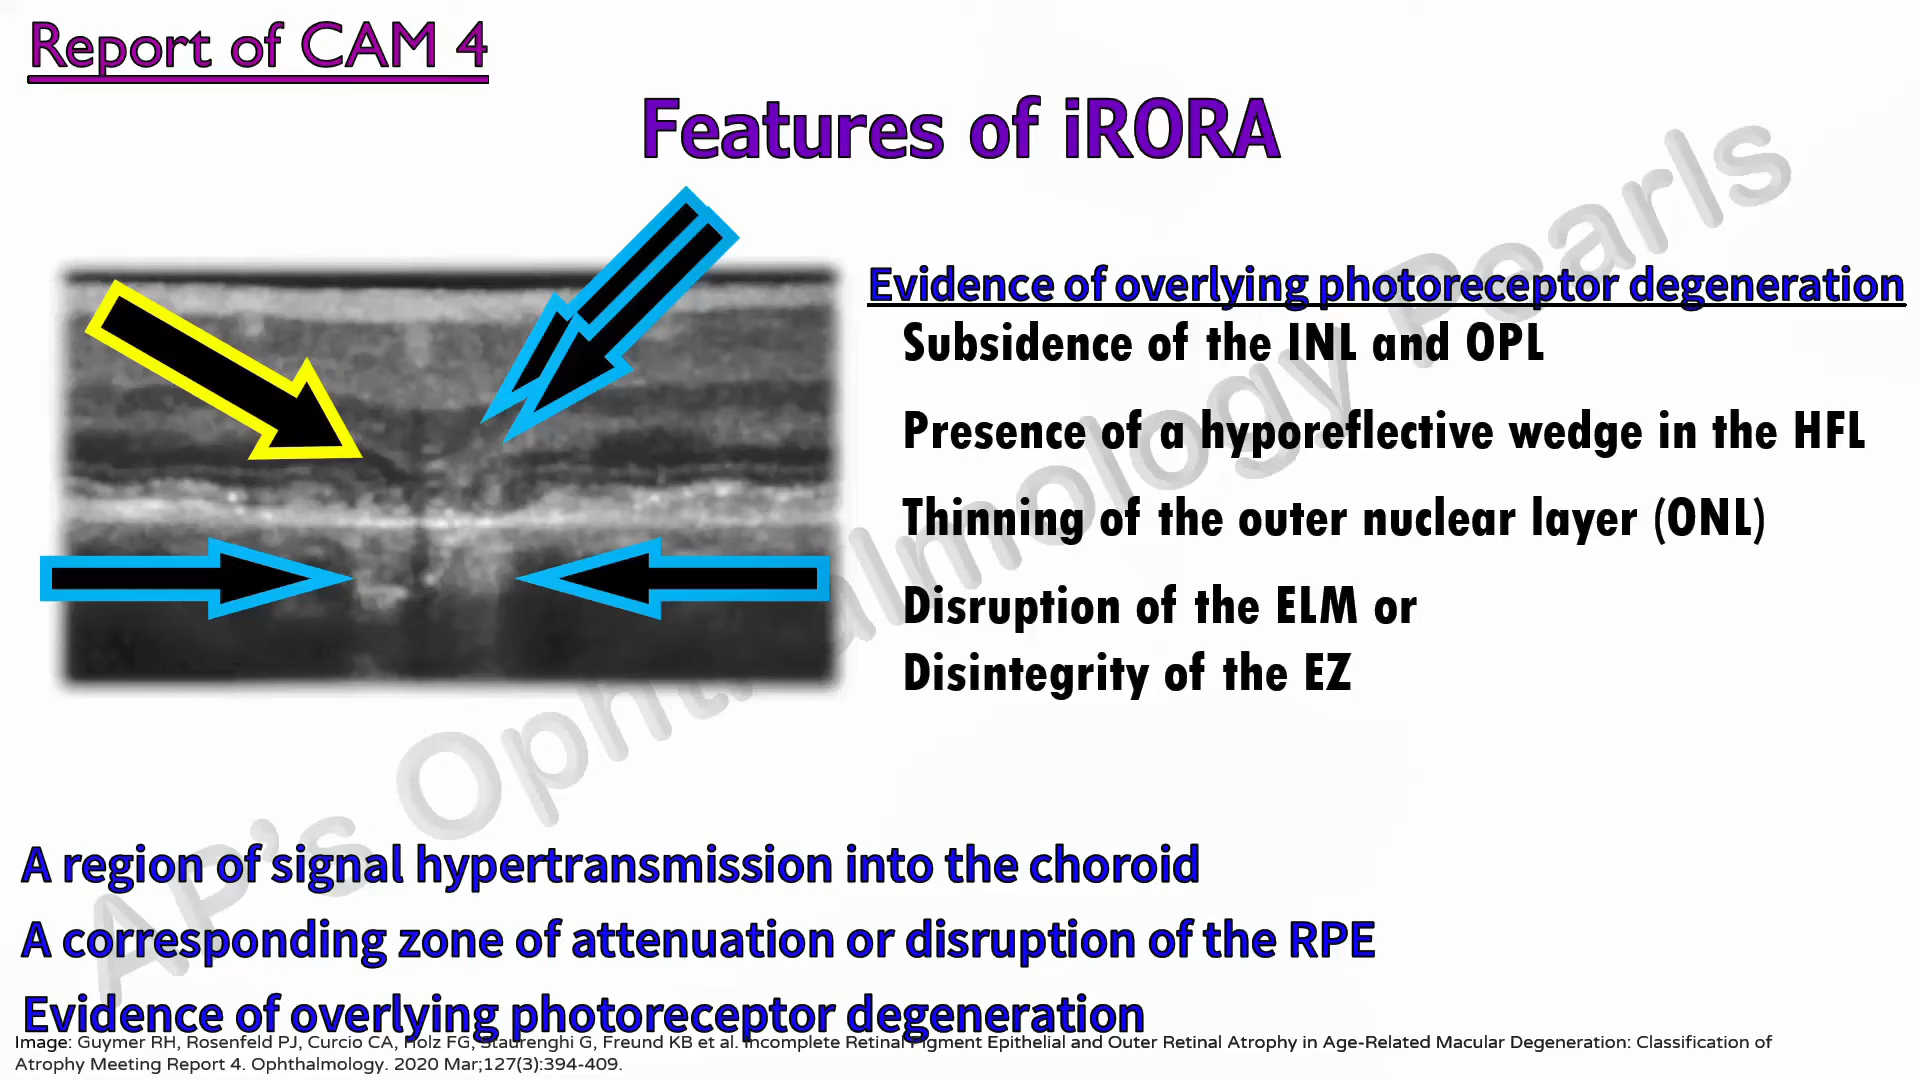 Report of CAM 4
Features of iRORA
Evidence of overlying photoreceptor degeneration
Subsidence of the INL and OPL
Presence of a hyporeflective wedge in the HFL
Thinning of the outer nuclear layer (ONL)
Disruption of the ELM or
Disintegrity of the EZ
AP's Ophthalmology Pearls
A region of signal hypertransmission into the choroid
A corresponding zone of attenuation or disruption of the RPE
Evidence of overlying photoreceptor degeneration
Image: Guymer RH, Rosenfeld PJ, Curcio CA, Holz FG, Staurenghi G, Freund KB et al. Incomplete Retinal Pigment Epithelial and Outer Retinal Atrophy in Age-Related Macular Degeneration: Classification of
Atrophy Meeting Report 4. Ophthalmology. 2020 Mar;127(3):394-409.